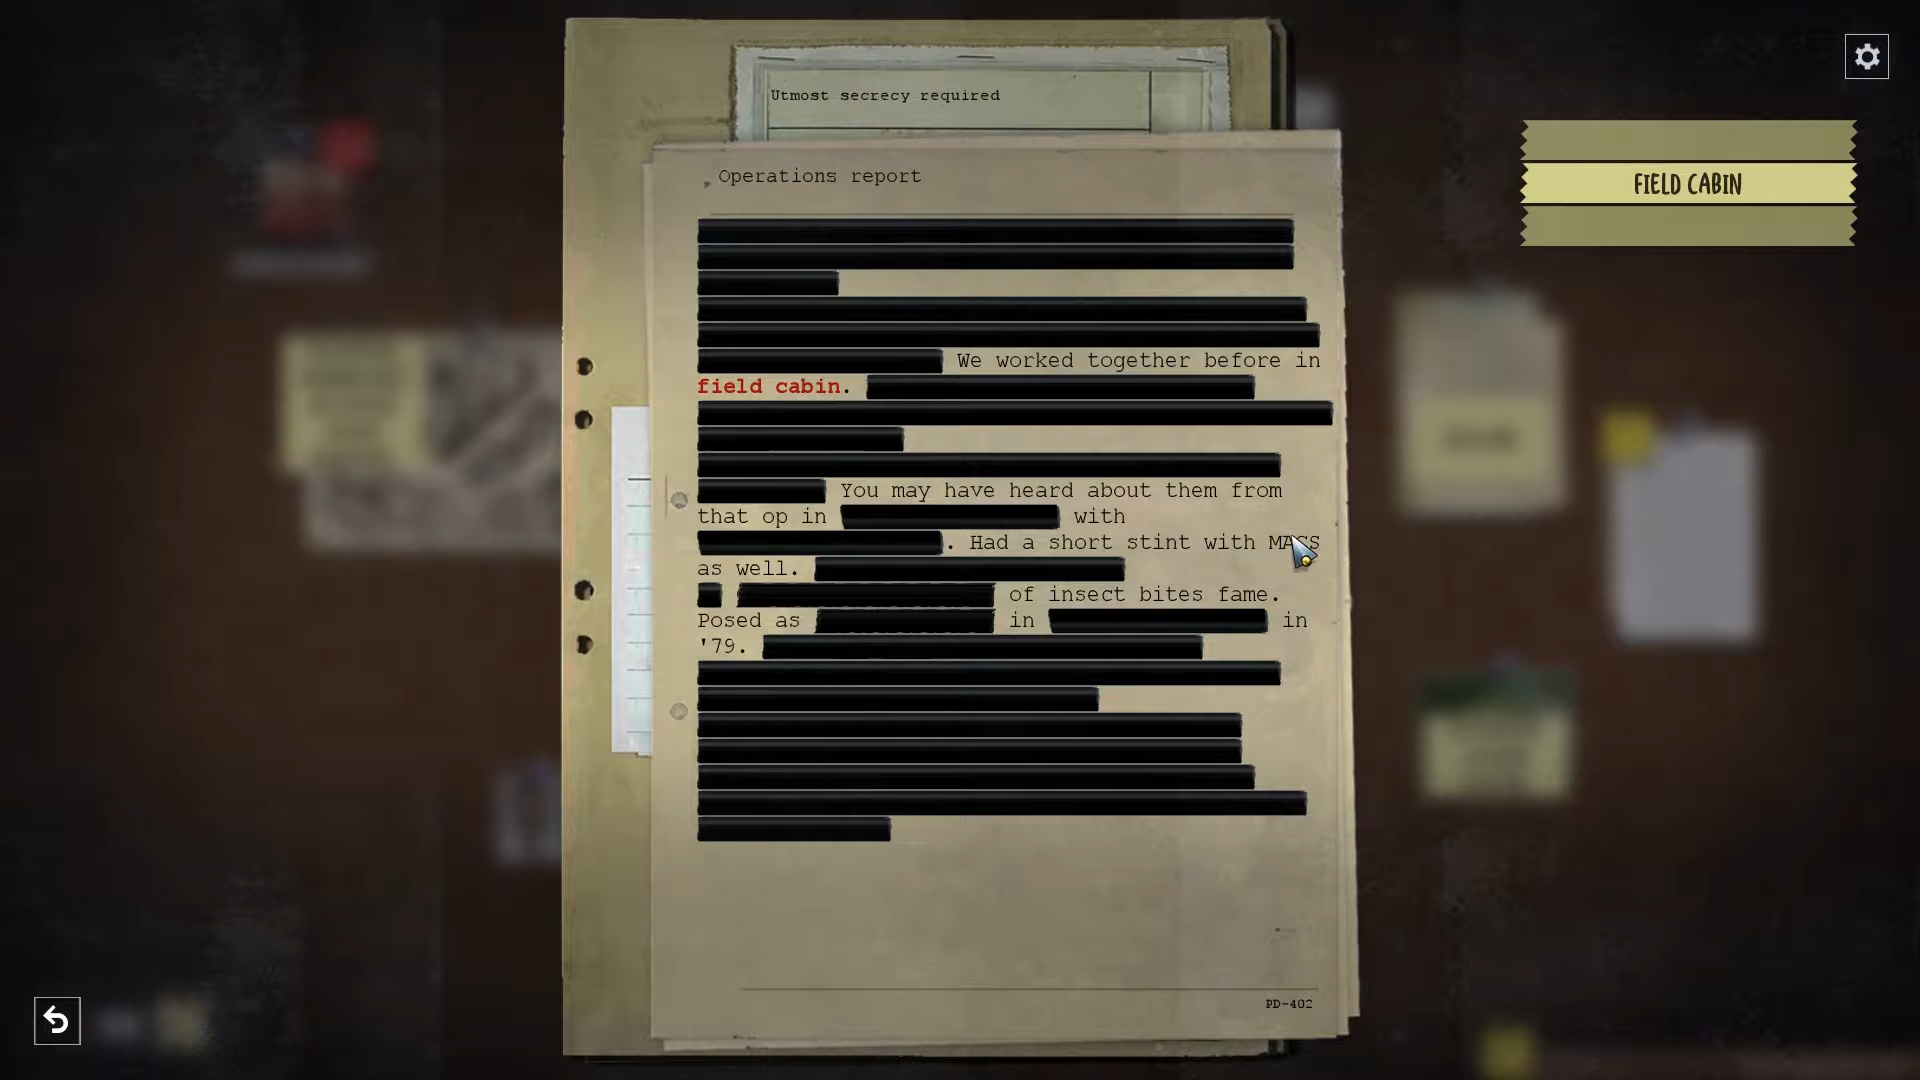 Utmost secrecy required
Operations report
FIELD CABIN
We worked together before in
field cabin.
You may have heard about them from
that op in with
. Had a short stint with
as well.
of insect bites fame.
Posed as in in
'79.
PD-402